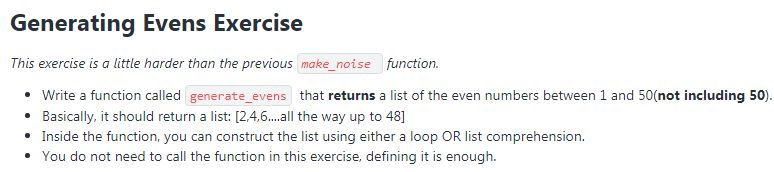 Generating Evens Exercise
This exercise is a little harder than the previous make_noise function.
• Write a function called generate_evens that returns a list of the even numbers between 1 and 50(not including 50).
• Basically, it should return a list: [2,4,6....all the way up to 48]
• Inside the function, you can construct the list using either a loop OR list comprehension.
• You do not need to call the function in this exercise, defining it is enough.